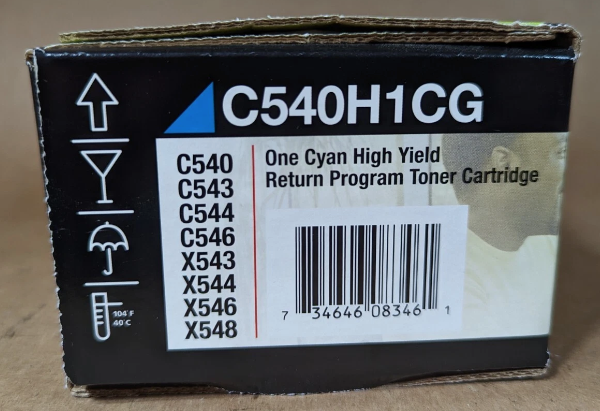 C540H1CG
C540
C543
C544
C546
X543
X544
X546
X548
One Cyan High Yield
Return Program Toner Cartridge
7 34646 08346 1
104°F
40°C